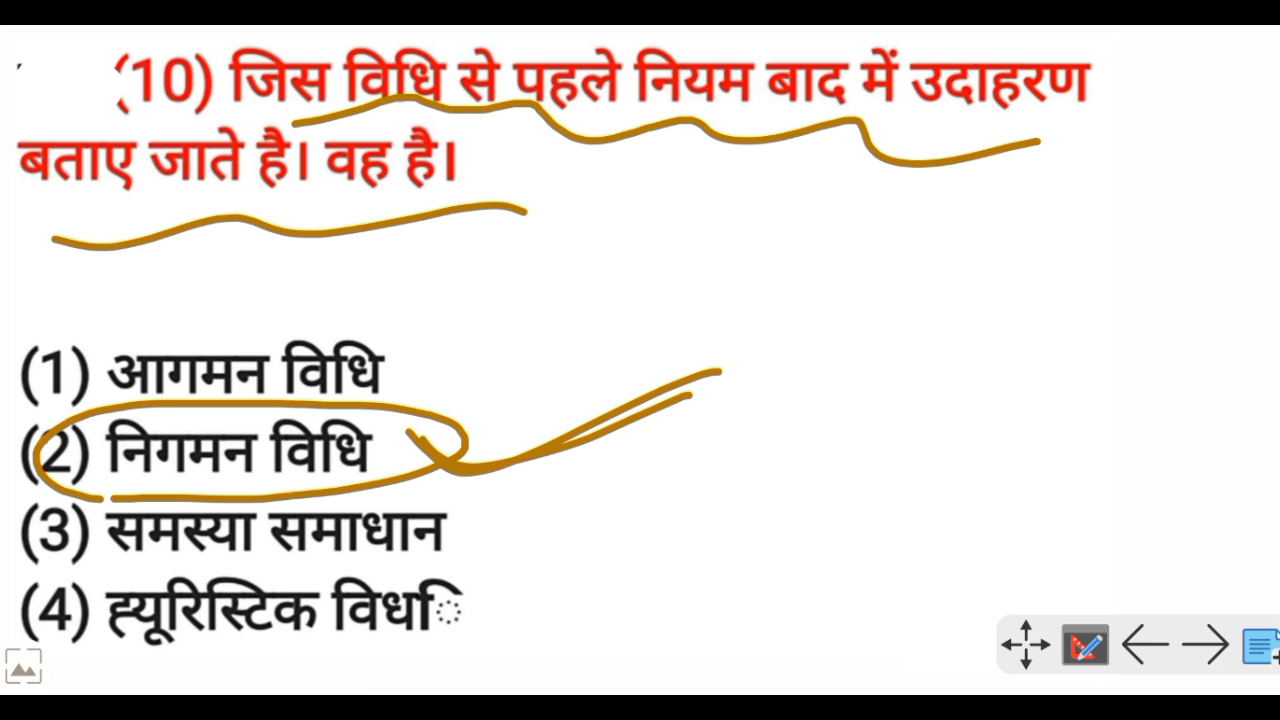 (10) जिस विधि से पहले नियम बाद में उदाहरण
बताए जाते है। वह है।
(1) आगमन विधि
(2) निगमन विधि
(3) समस्या समाधान
(4) ह्यूरिस्टिक विधाि